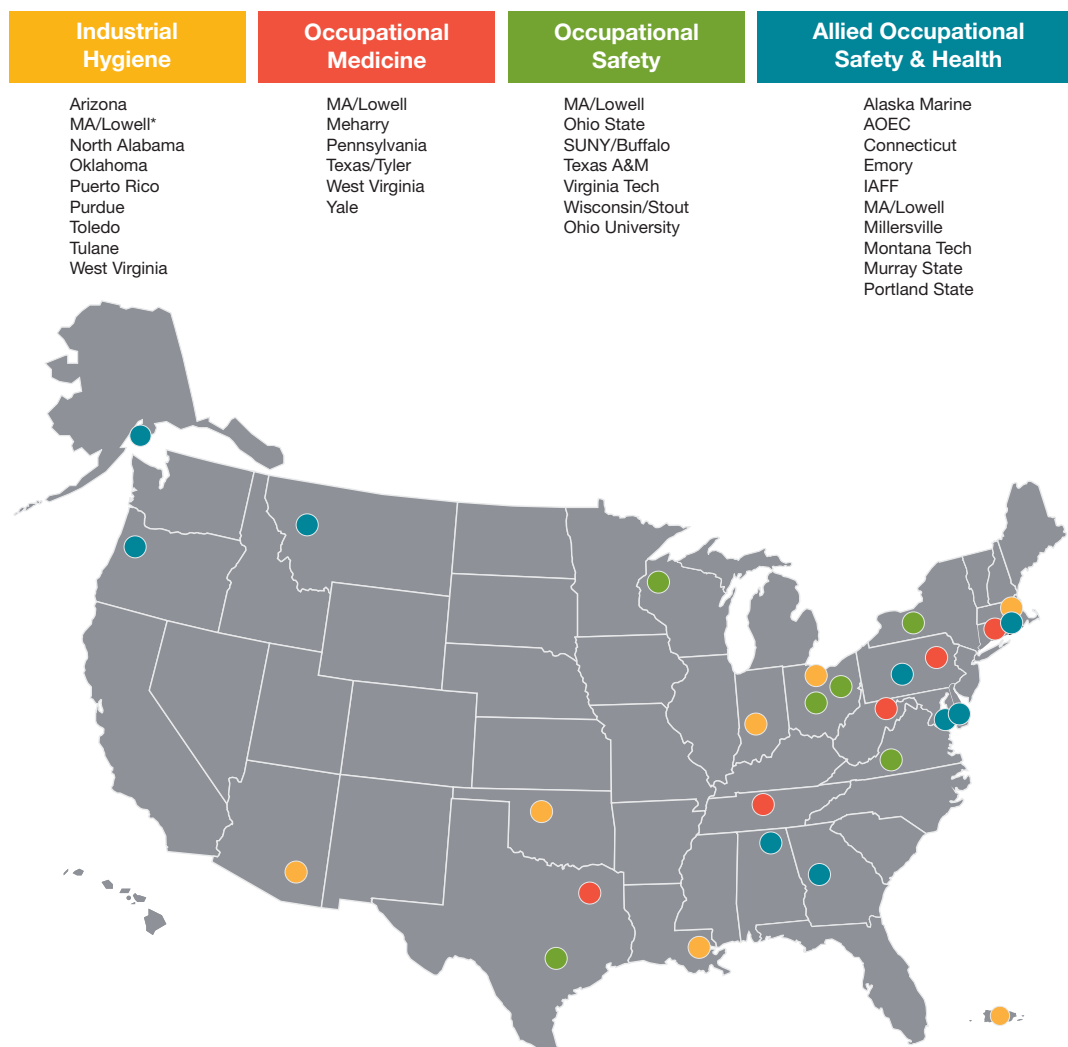 Industrial
Hygiene
Arizona
MA/Lowell*
North Alabama
Oklahoma
Puerto Rico
Purdue
Toledo
Tulane
West Virginia
Occupational
Medicine
MA/Lowell
Meharry
Pennsylvania
Texas/Tyler
West Virginia
Yale
Occupational
Safety
MA/Lowell
Ohio State
SUNY/Buffalo
Texas A&M
Virginia Tech
Wisconsin/Stout
Ohio University
Allied Occupational
Safety & Health
Alaska Marine
AOEC
Connecticut
Emory
IAFF
MA/Lowell
Millersville
Montana Tech
Murray State
Portland State